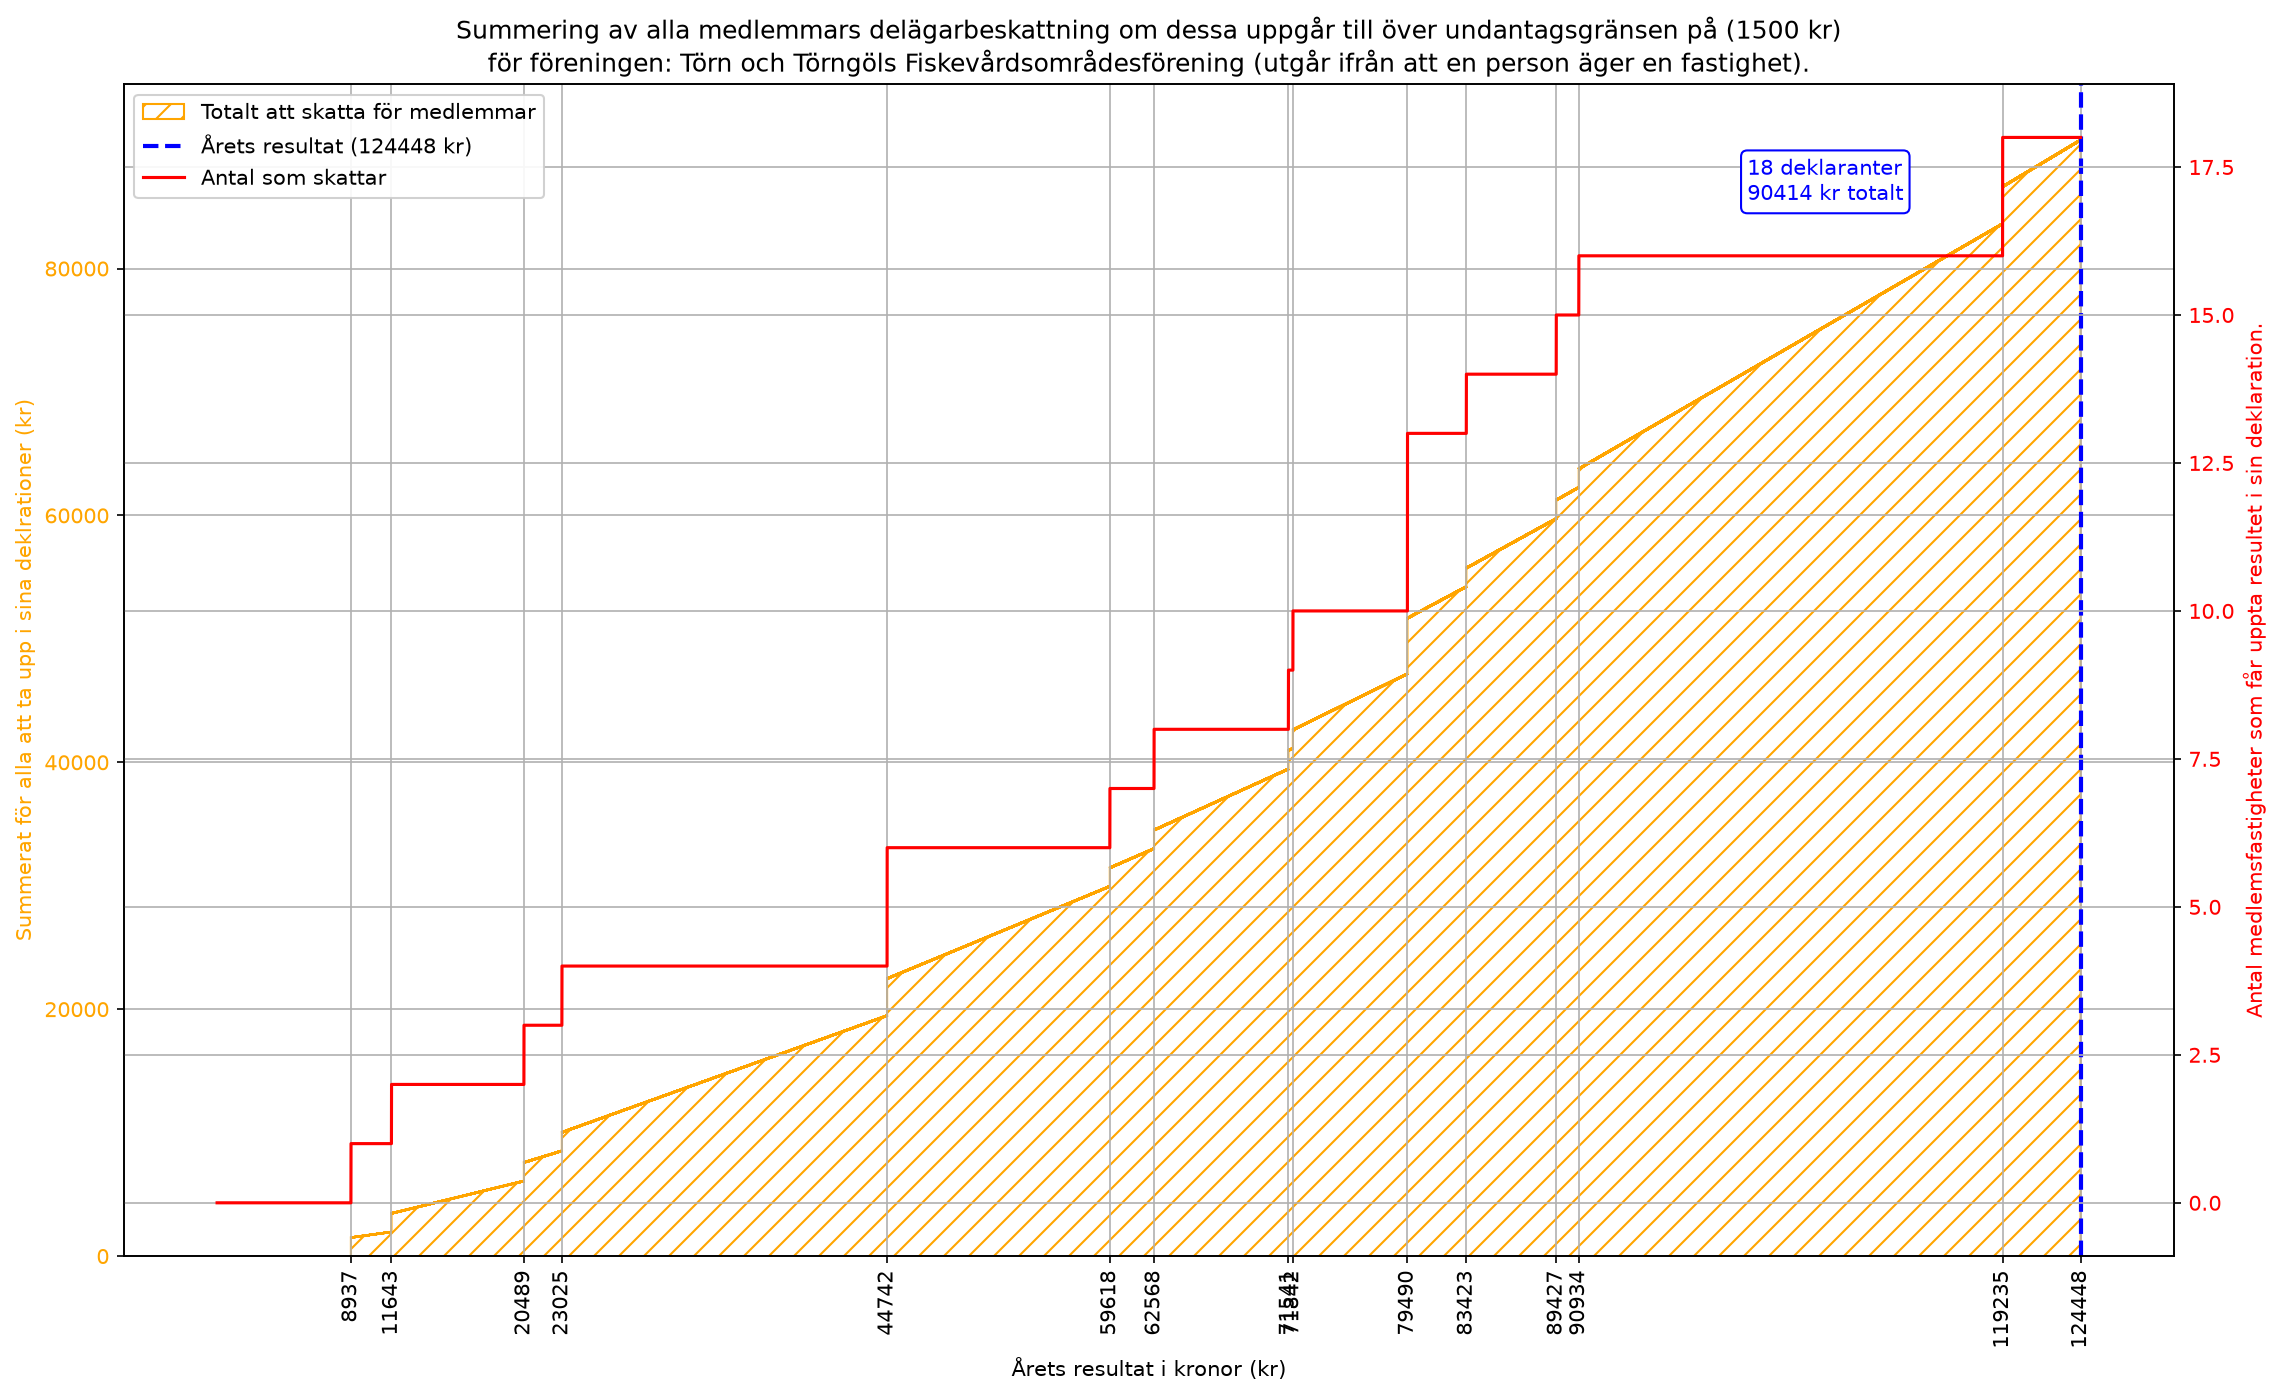 Summering av alla medlemmars delägarbeskattning om dessa uppgår till över undantagsgränsen på (1500 kr)
för föreningen: Törn och Törngöls Fiskevårdsområdesförening (utgår ifrån att en person äger en fastighet).
Totalt att skatta för medlemmar
Årets resultat (124448 kr)
Antal som skattar
18 deklaranter
90414 kr totalt
Summerat för alla att ta upp i sina deklrationer (kr)
80000
60000
40000
20000
0
17.5
15.0
12.5
10.0
7.5
5.0
2.5
0.0
Antal medlemsfastigheter som får uppta resultet i sin deklaration.
8937
11643
20489
23025
44742
59618
62568
79490
83423
89427
90934
119235
124448
Årets resultat i kronor (kr)